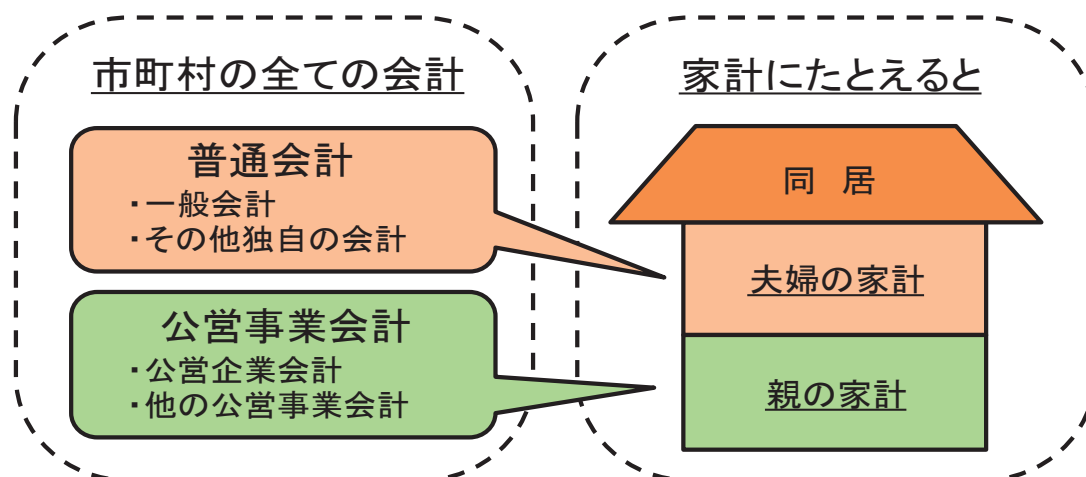 市町村の全ての会計
普通会計
・一般会計
・その他独自の会計
公営事業会計
・公営企業会計
・他の公営事業会計
家計にたとえると
同 居
夫婦の家計
親の家計